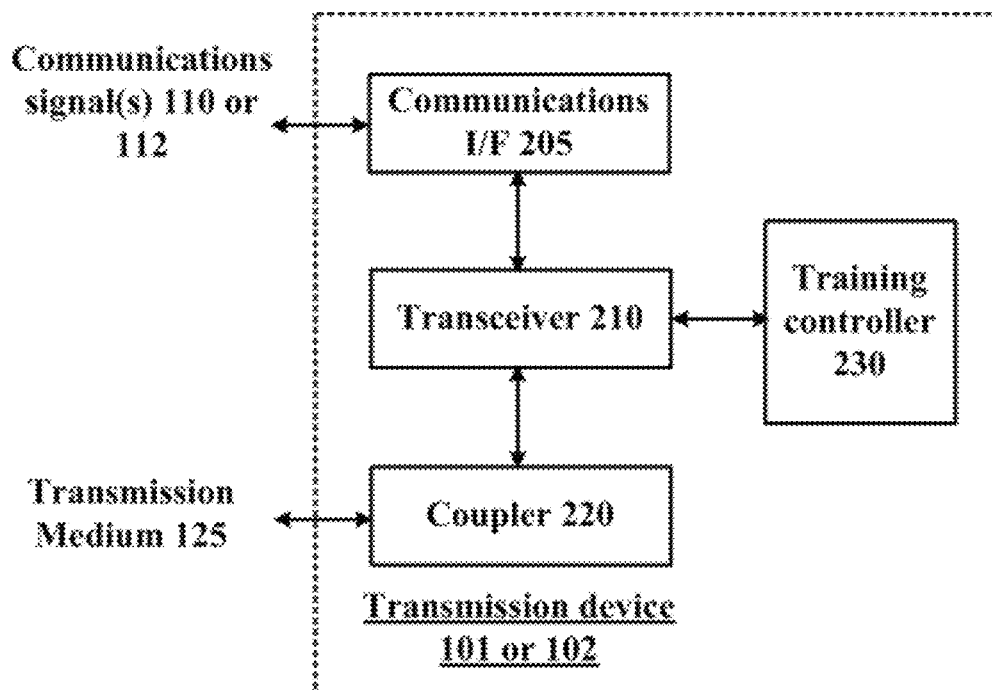 Communications
signal(s) 110 or
112
Communications
I/F 205
Transceiver 210
Training
controller
230
Transmission
Medium 125
Coupler 220
Transmission device
101 or 102